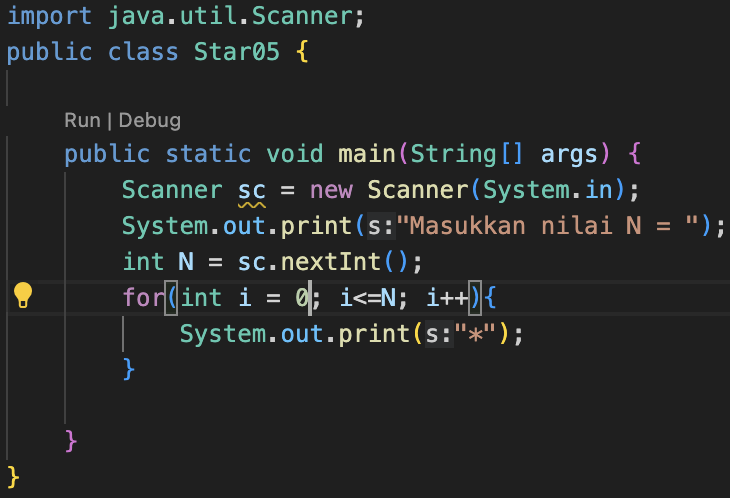 import java.util.Scanner;
public class Star05 {
Run | Debug
public static void main(String[] args) {
Scanner sc = new Scanner(System.in);
System.out.print(s:"Masukkan nilai N = ");
int N = sc.nextInt();
for(int i = 0; i<=N; i++){
System.out.print(s:"*");
}
}
}